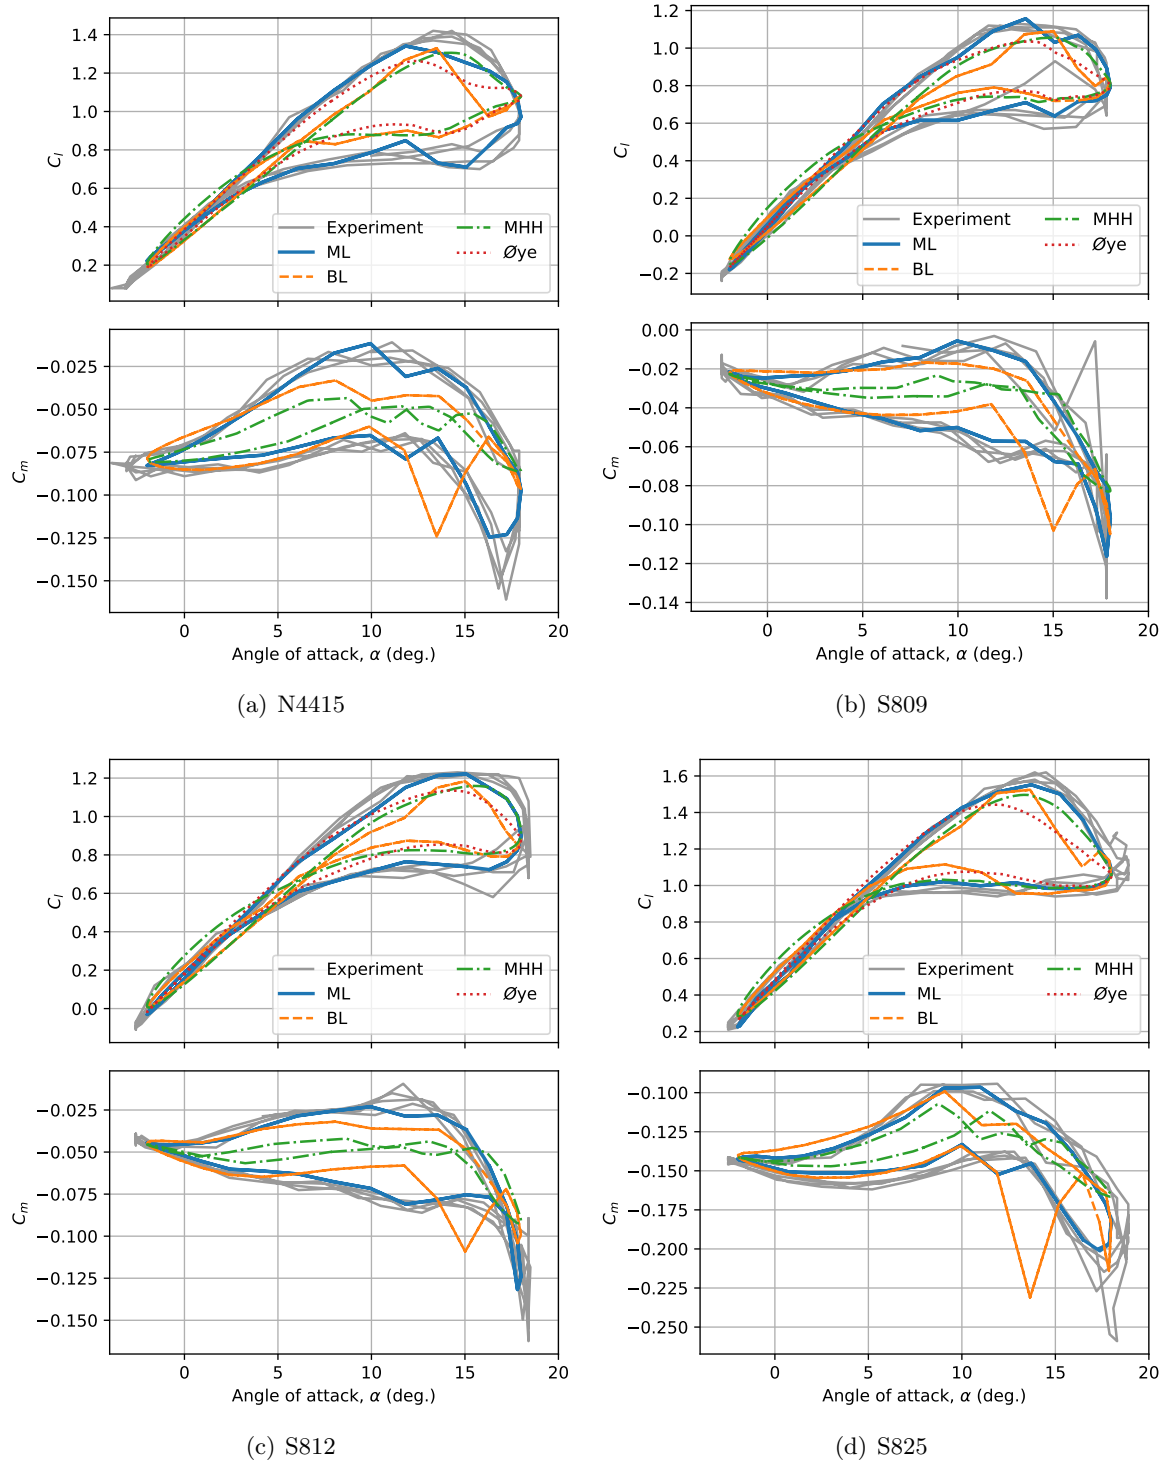 1.4
1.2
1.0
0.8
0.6
0.4
0.2
C_l
Experiment
ML
BL
MHH
Øye
−0.025
−0.050
−0.075
−0.100
−0.125
−0.150
C_m
0 5 10 15 20
Angle of attack, α (deg.)
(a) N4415
1.2
1.0
0.8
0.6
0.4
0.2
0.0
−0.2
C_l
Experiment
ML
BL
MHH
Øye
0.00
−0.02
−0.04
−0.06
−0.08
−0.10
−0.12
−0.14
C_m
0 5 10 15 20
Angle of attack, α (deg.)
(b) S809
1.2
1.0
0.8
0.6
0.4
0.2
0.0
C_l
Experiment
ML
BL
MHH
Øye
−0.025
−0.050
−0.075
−0.100
−0.125
−0.150
C_m
0 5 10 15 20
Angle of attack, α (deg.)
(c) S812
1.6
1.4
1.2
1.0
0.8
0.6
0.4
0.2
C_l
Experiment
ML
BL
MHH
Øye
−0.100
−0.125
−0.150
−0.175
−0.200
−0.225
−0.250
C_m
0 5 10 15 20
Angle of attack, α (deg.)
(d) S825